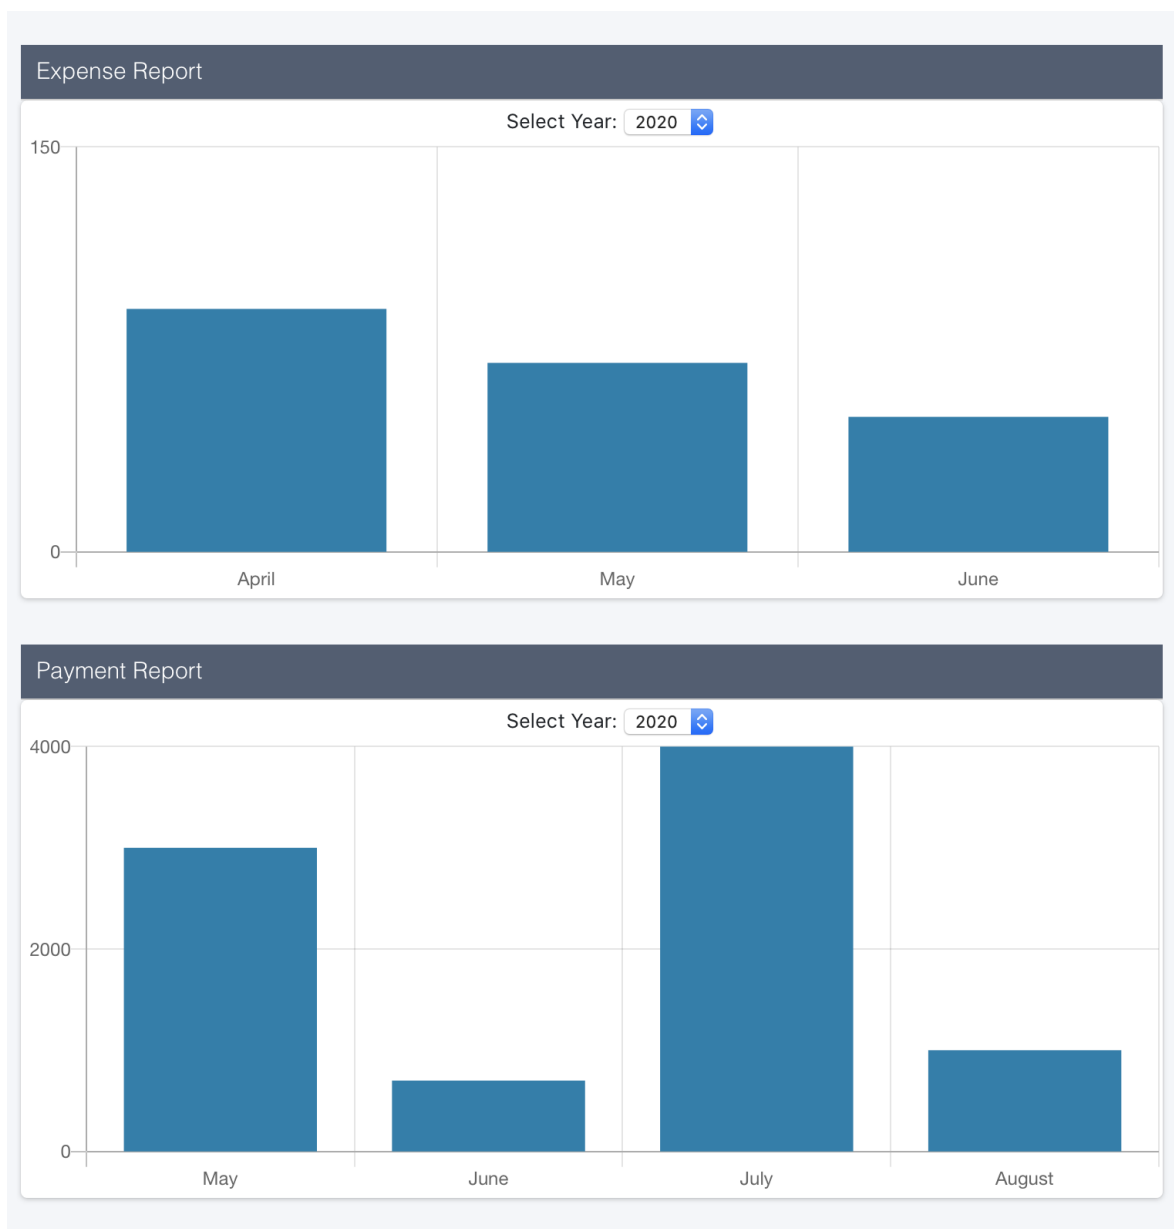 Expense Report
Select Year: 2020
150
0
April May June
Payment Report
Select Year: 2020
4000
2000
0
May June July August